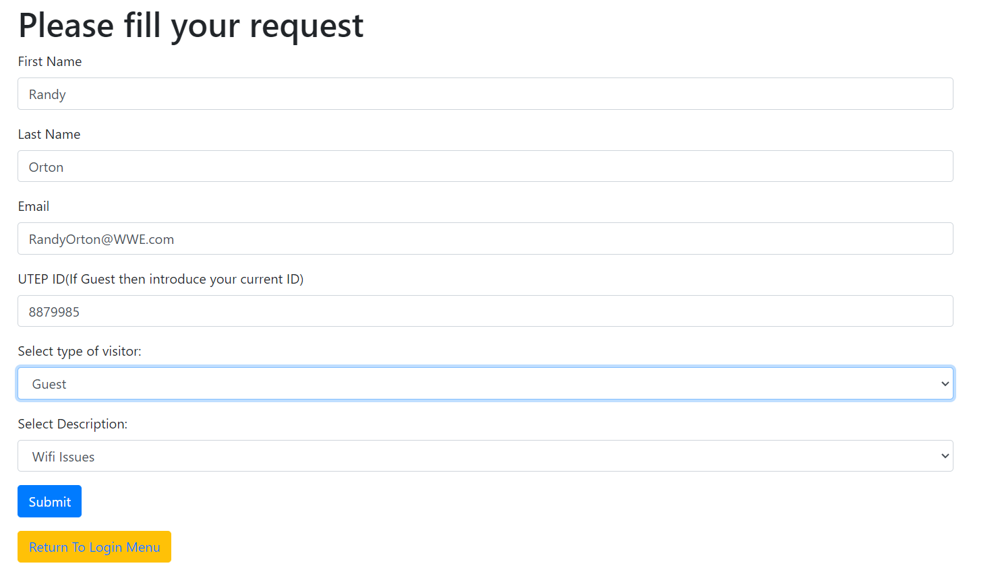 Please fill your request
First Name
Randy
Last Name
Orton
Email
RandyOrton@WWE.com
UTEP ID(If Guest then introduce your current ID)
8879985
Select type of visitor:
Guest
Select Description:
Wifi Issues
Submit
Return To Login Menu